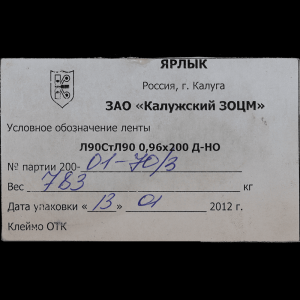 ЯРЛЫК
Россия, г. Калуга
ЗАО «Калужский ЗОЦМ»
Условное обозначение ленты
Л90СтЛ90 0,96х200 Д-НО
№ партии 200-01-70/3
Вес 783 кг
Дата упаковки « 13 » 01 2012 г.
Клеймо ОТК